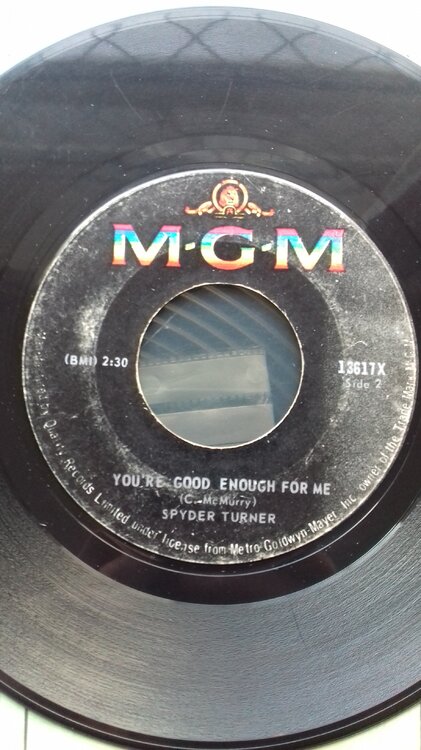 M-G-M
(BMI) 2:30
13617X
Side 2
YOU'RE GOOD ENOUGH FOR ME
(C. McMurry)
SPYDER TURNER
Quality Records Limited under license from Metro-Goldwyn-Mayer, Inc. owner of the Trade Mark M.G.M.